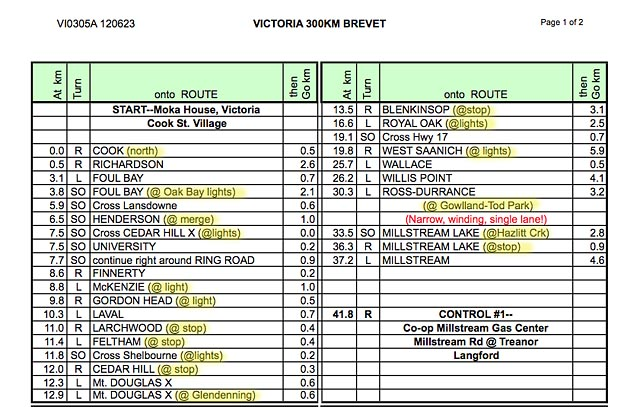 VI0305A 120623
VICTORIA 300KM BREVET
Page 1 of 2
At km Turn onto ROUTE then Go km
START--Moka House, Victoria
Cook St. Village
0.0 R COOK (north) 0.5
0.5 R RICHARDSON 2.6
3.1 L FOUL BAY 0.7
3.8 SO FOUL BAY (@ Oak Bay lights) 2.1
5.9 SO Cross Lansdowne 0.6
6.5 SO HENDERSON (@ merge) 1.0
7.5 SO Cross CEDAR HILL X (@lights) 0.0
7.5 SO UNIVERSITY 0.2
7.7 SO continue right around RING ROAD 0.9
8.6 R FINNERTY 0.2
8.8 L McKENZIE (@ light) 1.0
9.8 R GORDON HEAD (@ light) 0.5
10.3 L LAVAL 0.7
11.0 R LARCHWOOD (@ stop) 0.4
11.4 L FELTHAM (@ stop) 0.4
11.8 SO Cross Shelbourne (@lights) 0.2
12.0 R CEDAR HILL (@ stop) 0.3
12.3 L Mt. DOUGLAS X 0.6
12.9 L Mt. DOUGLAS X (@ Glendenning) 0.6
At km Turn onto ROUTE then Go km
13.5 R BLENKINSOP (@stop) 3.1
16.6 L ROYAL OAK (@lights) 2.5
19.1 SO Cross Hwy 17 0.7
19.8 R WEST SAANICH (@ lights) 5.9
25.7 L WALLACE 0.5
26.2 L WILLIS POINT 4.1
30.3 L ROSS-DURRANCE 3.2
(@ Gowlland-Tod Park)
(Narrow, winding, single lane!)
33.5 SO MILLSTREAM LAKE (@Hazlitt Crk) 2.8
36.3 R MILLSTREAM LAKE (@stop) 0.9
37.2 L MILLSTREAM 4.6
41.8 R CONTROL #1--
Co-op Millstream Gas Center
Millstream Rd @ Treanor
Langford